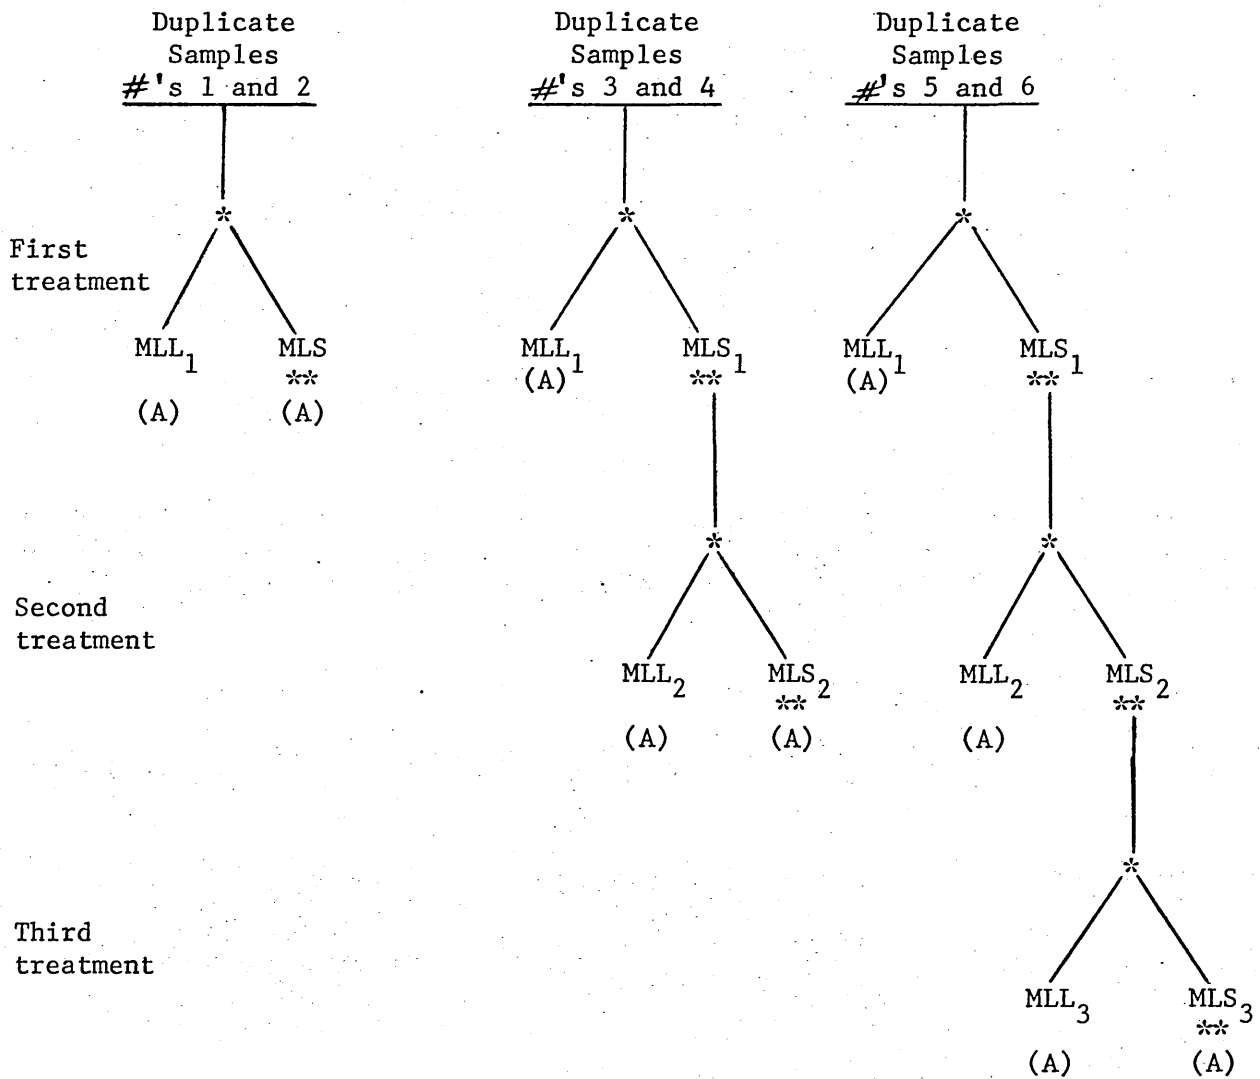 Duplicate Duplicate Duplicate
Samples Samples Samples
#'s 1 and 2 #'s 3 and 4 #'s 5 and 6
* * *
First
treatment
MLL₁ MLS MLL₁ MLS₁ MLL₁ MLS₁
** (A) ** (A) **
(A) (A)
* *
Second
treatment
MLL₂ MLS₂ MLL₂ MLS₂
** **
(A) (A) (A)
*
Third
treatment
MLL₃ MLS₃
**
(A) (A)